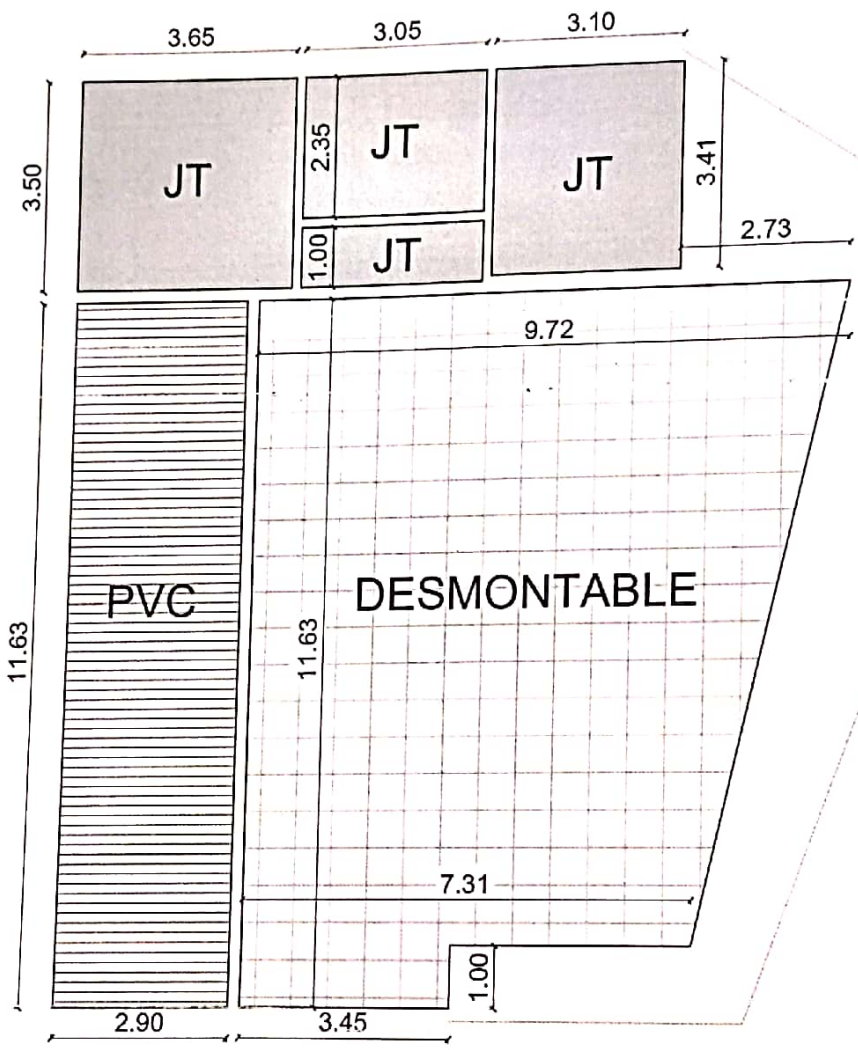 3.65 3.05 3.10
3.50
JT
2.35
JT
JT
3.41
1.00
JT
2.73
9.72
11.63
PVC
11.63
DESMONTABLE
7.31
1.00
2.90 3.45